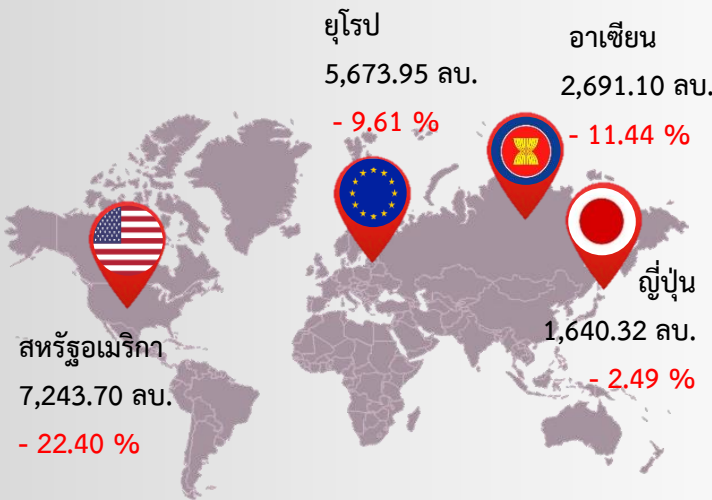 ยุโรป
5,673.95 ลบ.
- 9.61 %
อาเซียน
2,691.10 ลบ.
- 11.44 %
ญี่ปุ่น
1,640.32 ลบ.
- 2.49 %
สหรัฐอเมริกา
7,243.70 ลบ.
- 22.40 %